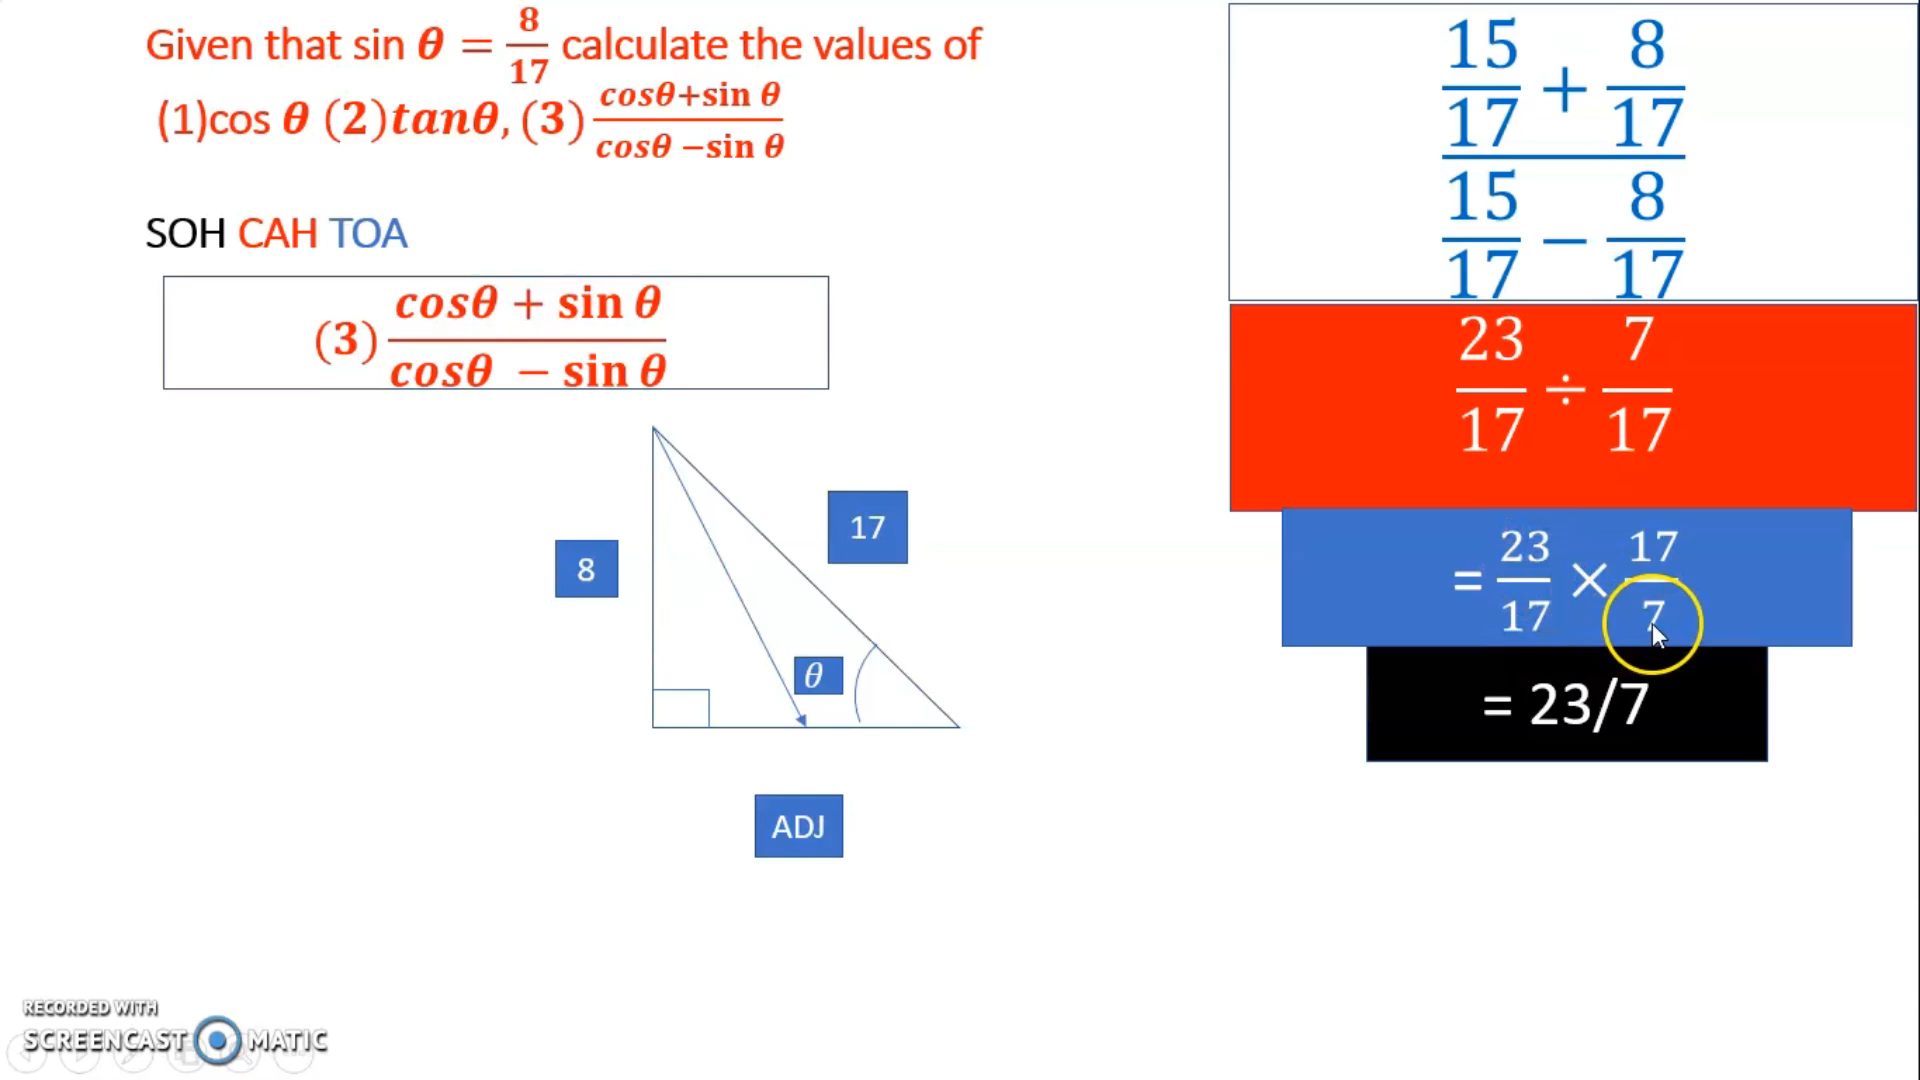 Given that sin θ = 8/17 calculate the values of
(1)cos θ (2)tanθ, (3) cosθ+sin θ / cosθ −sin θ
SOH CAH TOA
(3) cosθ + sin θ / cosθ − sin θ
8
17
θ
ADJ
15/17 + 8/17
15/17 − 8/17
23/17 ÷ 7/17
= 23/17 × 17/7
= 23/7
RECORDED WITH
SCREENCAST MATIC